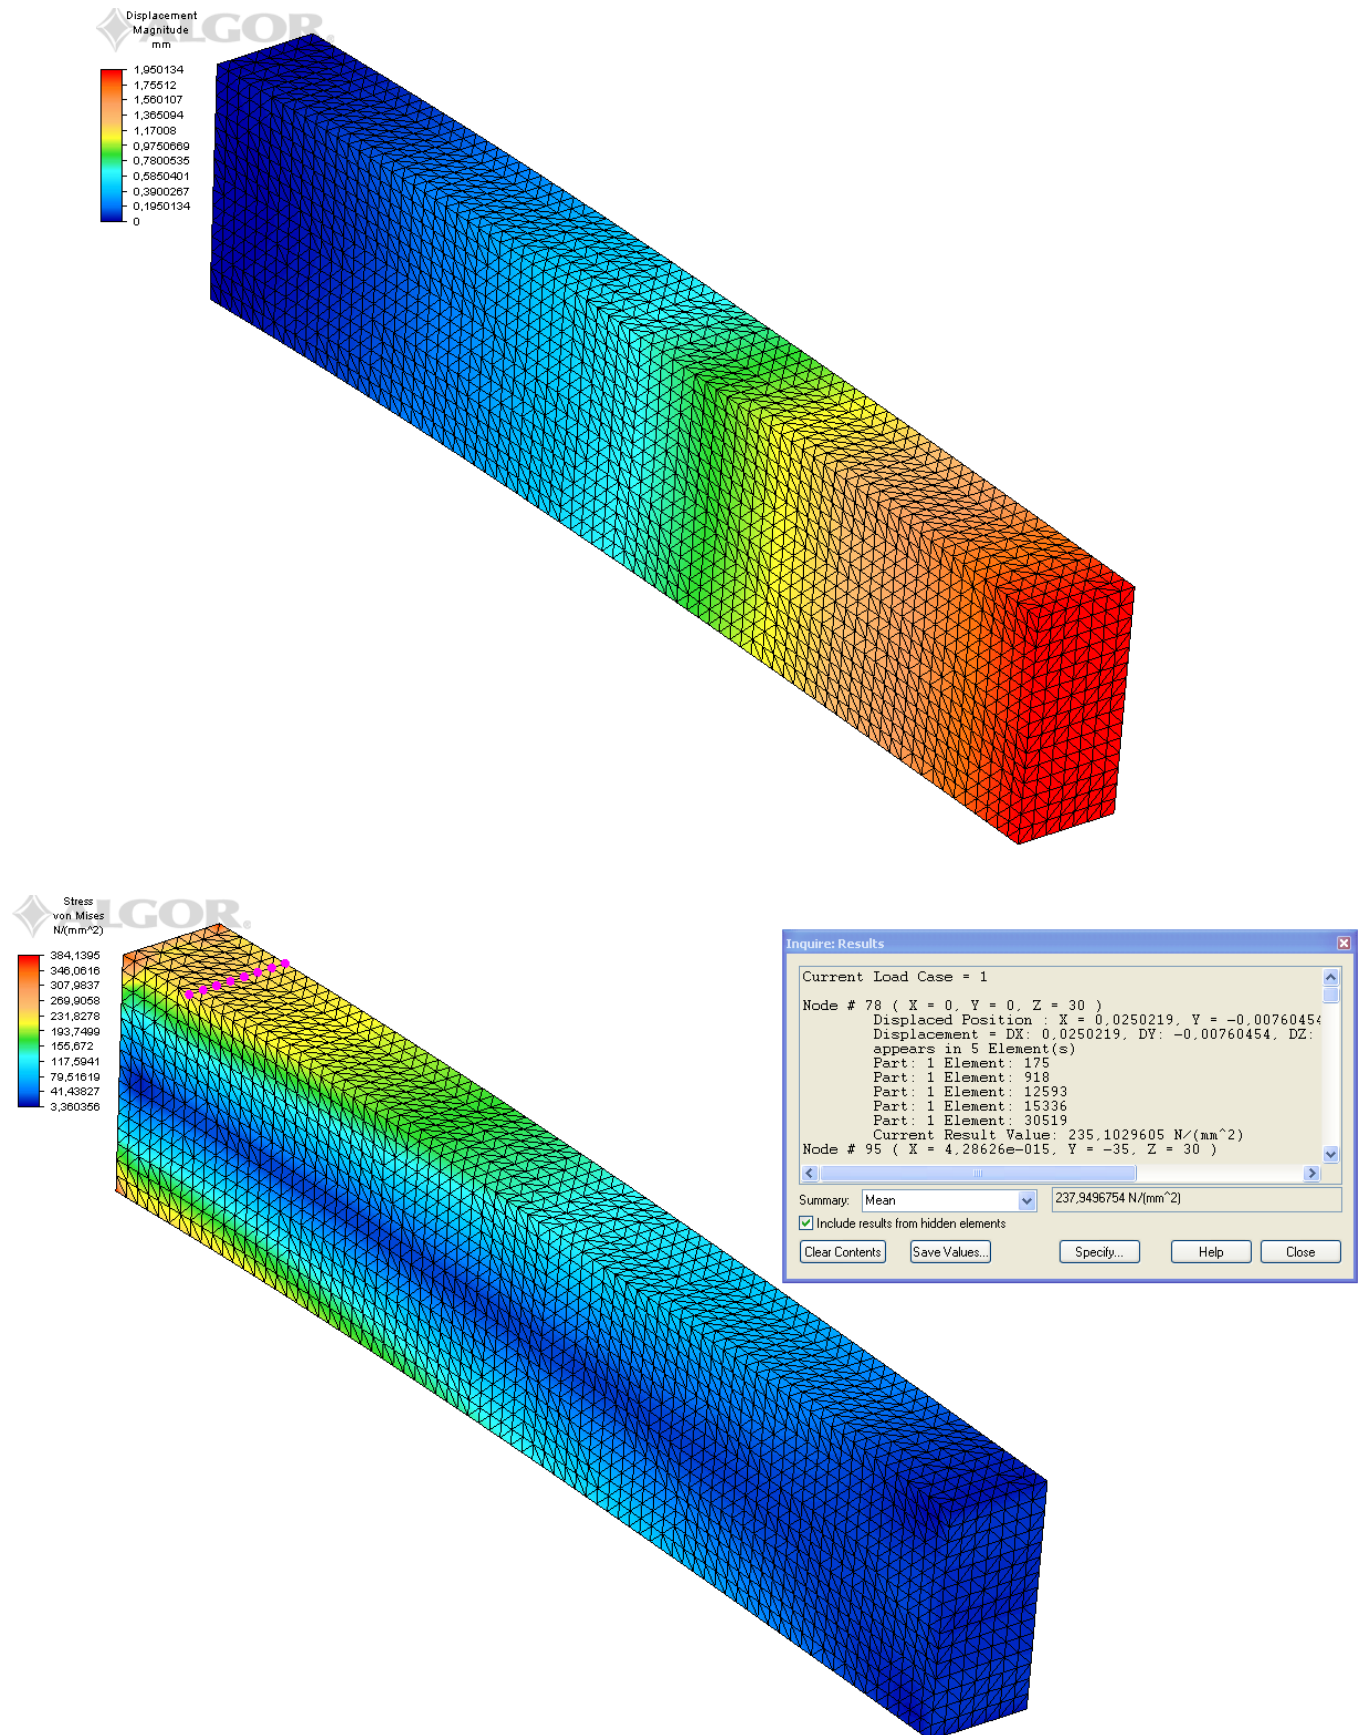 Displacement
Magnitude
mm
ALGOR.
1,950134
1,75512
1,560107
1,365094
1,17008
0,9750669
0,7800535
0,5850401
0,3900267
0,1950134
0
Stress
von Mises
N/(mm^2)
ALGOR.
384,1395
346,0616
307,9837
269,9058
231,8278
193,7499
155,672
117,5941
79,51619
41,43827
3,360356
Inquire: Results
Current Load Case = 1
Node # 78 ( X = 0, Y = 0, Z = 30 )
Displaced Position : X = 0,0250219, Y = -0,00760454
Displacement = DX: 0,0250219, DY: -0,00760454, DZ:
appears in 5 Element(s)
Part: 1 Element: 175
Part: 1 Element: 918
Part: 1 Element: 12593
Part: 1 Element: 15336
Part: 1 Element: 30519
Current Result Value: 235,1029605 N/(mm^2)
Node # 95 ( X = 4,28626e-015, Y = -35, Z = 30 )
Summary: Mean 237,9496754 N/(mm^2)
Include results from hidden elements
Clear Contents Save Values... Specify... Help Close